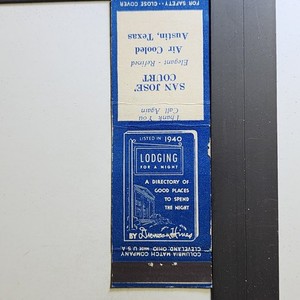 FOR SAFETY - CLOSE COVER
SAN JOSE'
COURT
Elegant - Refined
Air Cooled
Austin, Texas
Thank You
Call Again
LISTED IN 1940
LODGING
FOR A NIGHT
A DIRECTORY OF
GOOD PLACES
TO SPEND
THE NIGHT
BY Duncan Hines
COLUMBIA MATCH COMPANY
CLEVELAND, OHIO MADE U S A